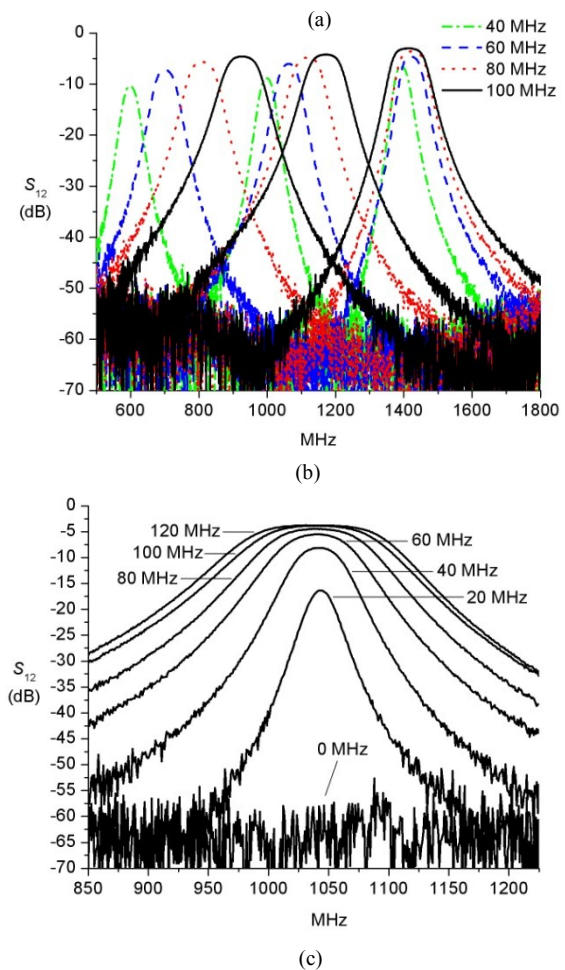 (a)
0
-10
-20
-30
-40
-50
-60
-70
S12
(dB)
40 MHz
60 MHz
80 MHz
100 MHz
600 800 1000 1200 1400 1600 1800
MHz
(b)
0
-5
-10
-15
-20
-25
-30
-35
-40
-45
-50
-55
-60
-65
-70
S12
(dB)
120 MHz
100 MHz
80 MHz
60 MHz
40 MHz
20 MHz
0 MHz
850 900 950 1000 1050 1100 1150 1200
MHz
(c)